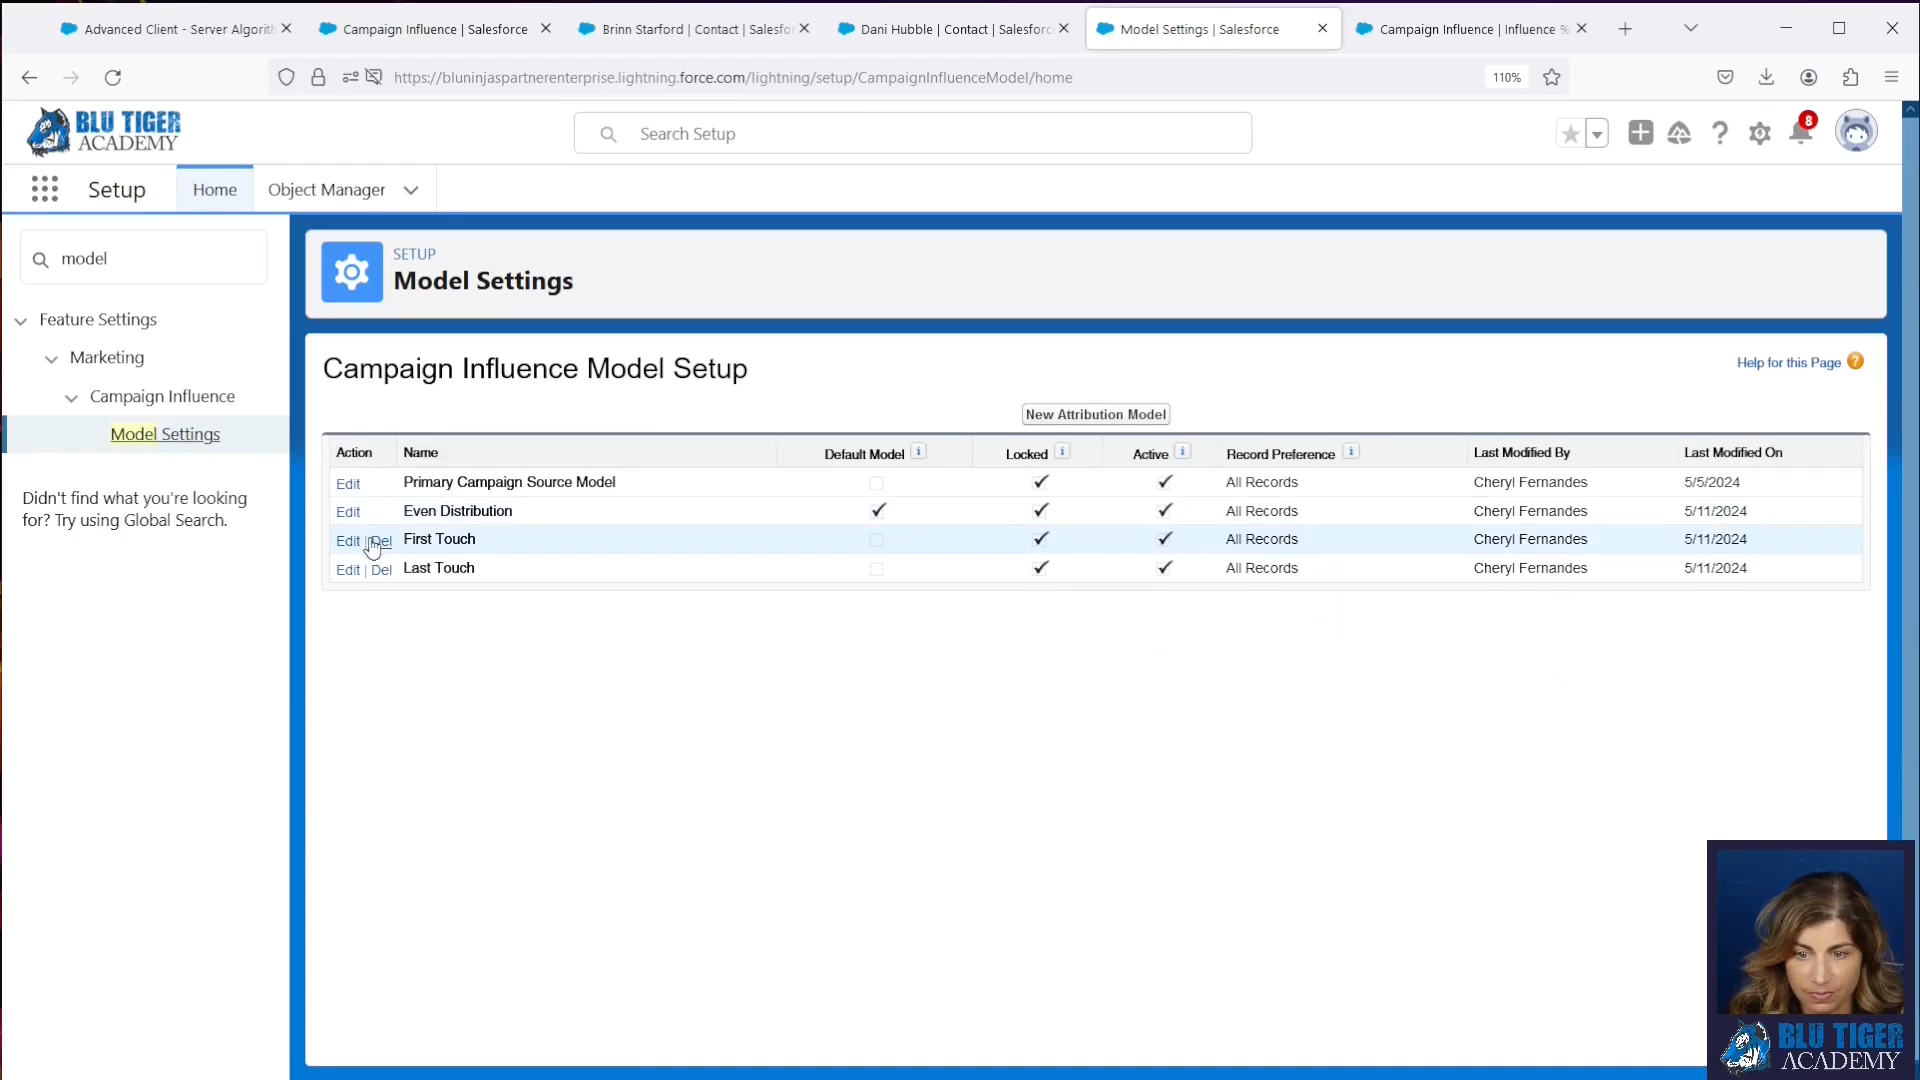 Advanced Client - Server Algorith
Campaign Influence | Salesforce
Brinn Starford | Contact | Salesfor
Dani Hubble | Contact | Salesforc
Model Settings | Salesforce
Campaign Influence | Influence %
https://bluninjaspartnerenterprise.lightning.force.com/lightning/setup/CampaignInfluenceModel/home
110%
BLU TIGER
ACADEMY
Search Setup
8
Setup
Home
Object Manager
model
SETUP
Model Settings
Feature Settings
Marketing
Campaign Influence
Model Settings
Didn't find what you're looking
for? Try using Global Search.
Campaign Influence Model Setup
Help for this Page
New Attribution Model
Action Name Default Model Locked Active Record Preference Last Modified By Last Modified On
Edit Primary Campaign Source Model All Records Cheryl Fernandes 5/5/2024
Edit Even Distribution All Records Cheryl Fernandes 5/11/2024
Edit | Del First Touch All Records Cheryl Fernandes 5/11/2024
Edit | Del Last Touch All Records Cheryl Fernandes 5/11/2024
BLU TIGER
ACADEMY